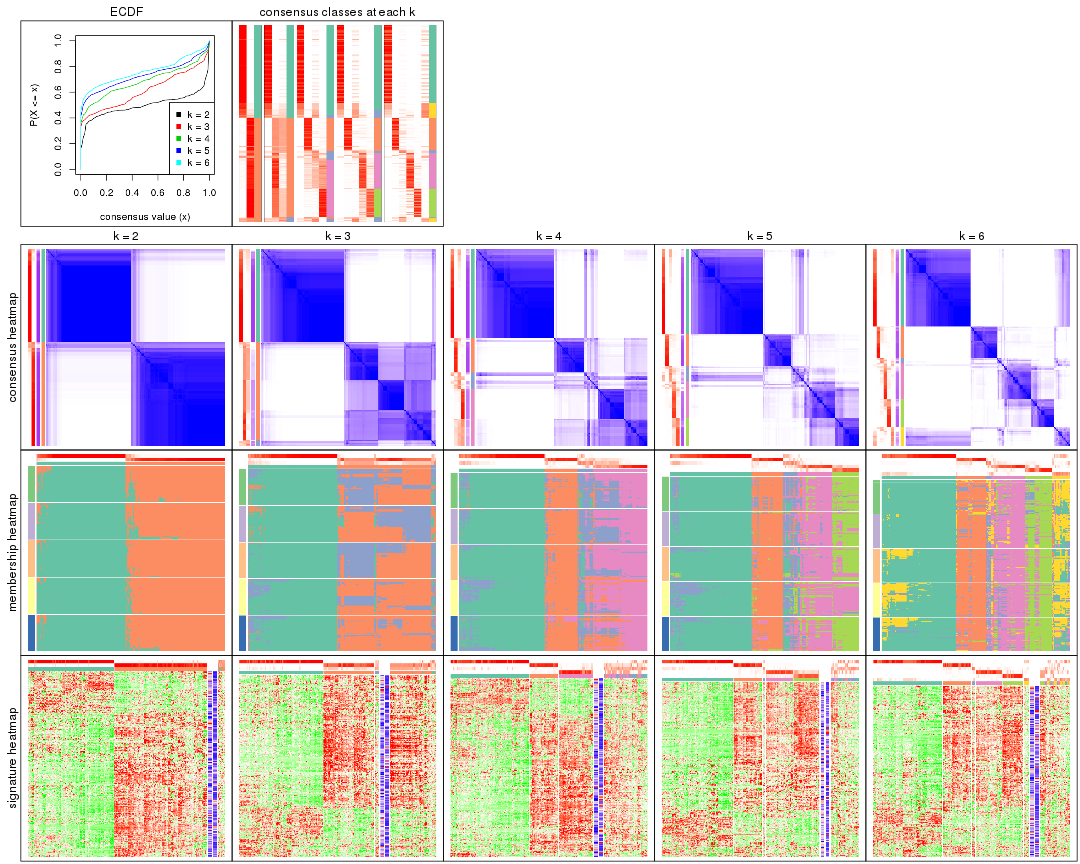 ECDF
consensus classes at each k
P(X <= x)
0.0 0.2 0.4 0.6 0.8 1.0
k = 2
k = 3
k = 4
k = 5
k = 6
0.0 0.2 0.4 0.6 0.8 1.0
consensus value (x)
k = 2
k = 3
k = 4
k = 5
k = 6
consensus heatmap
membership heatmap
signature heatmap